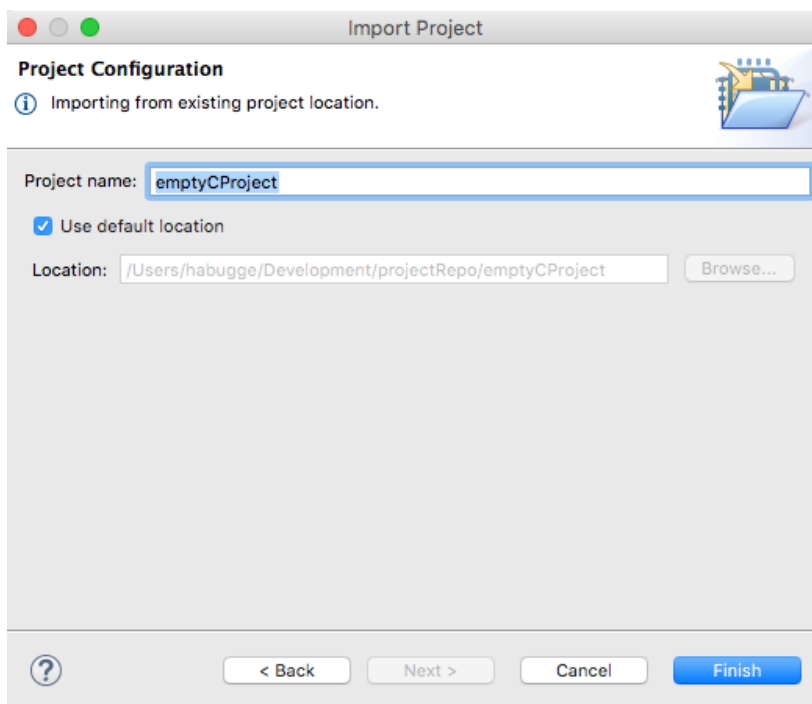 Import Project
Project Configuration
Importing from existing project location.
Project name: emptyCProject
Use default location
Location: /Users/habugge/Development/projectRepo/emptyCProject Browse...
? < Back Next > Cancel Finish